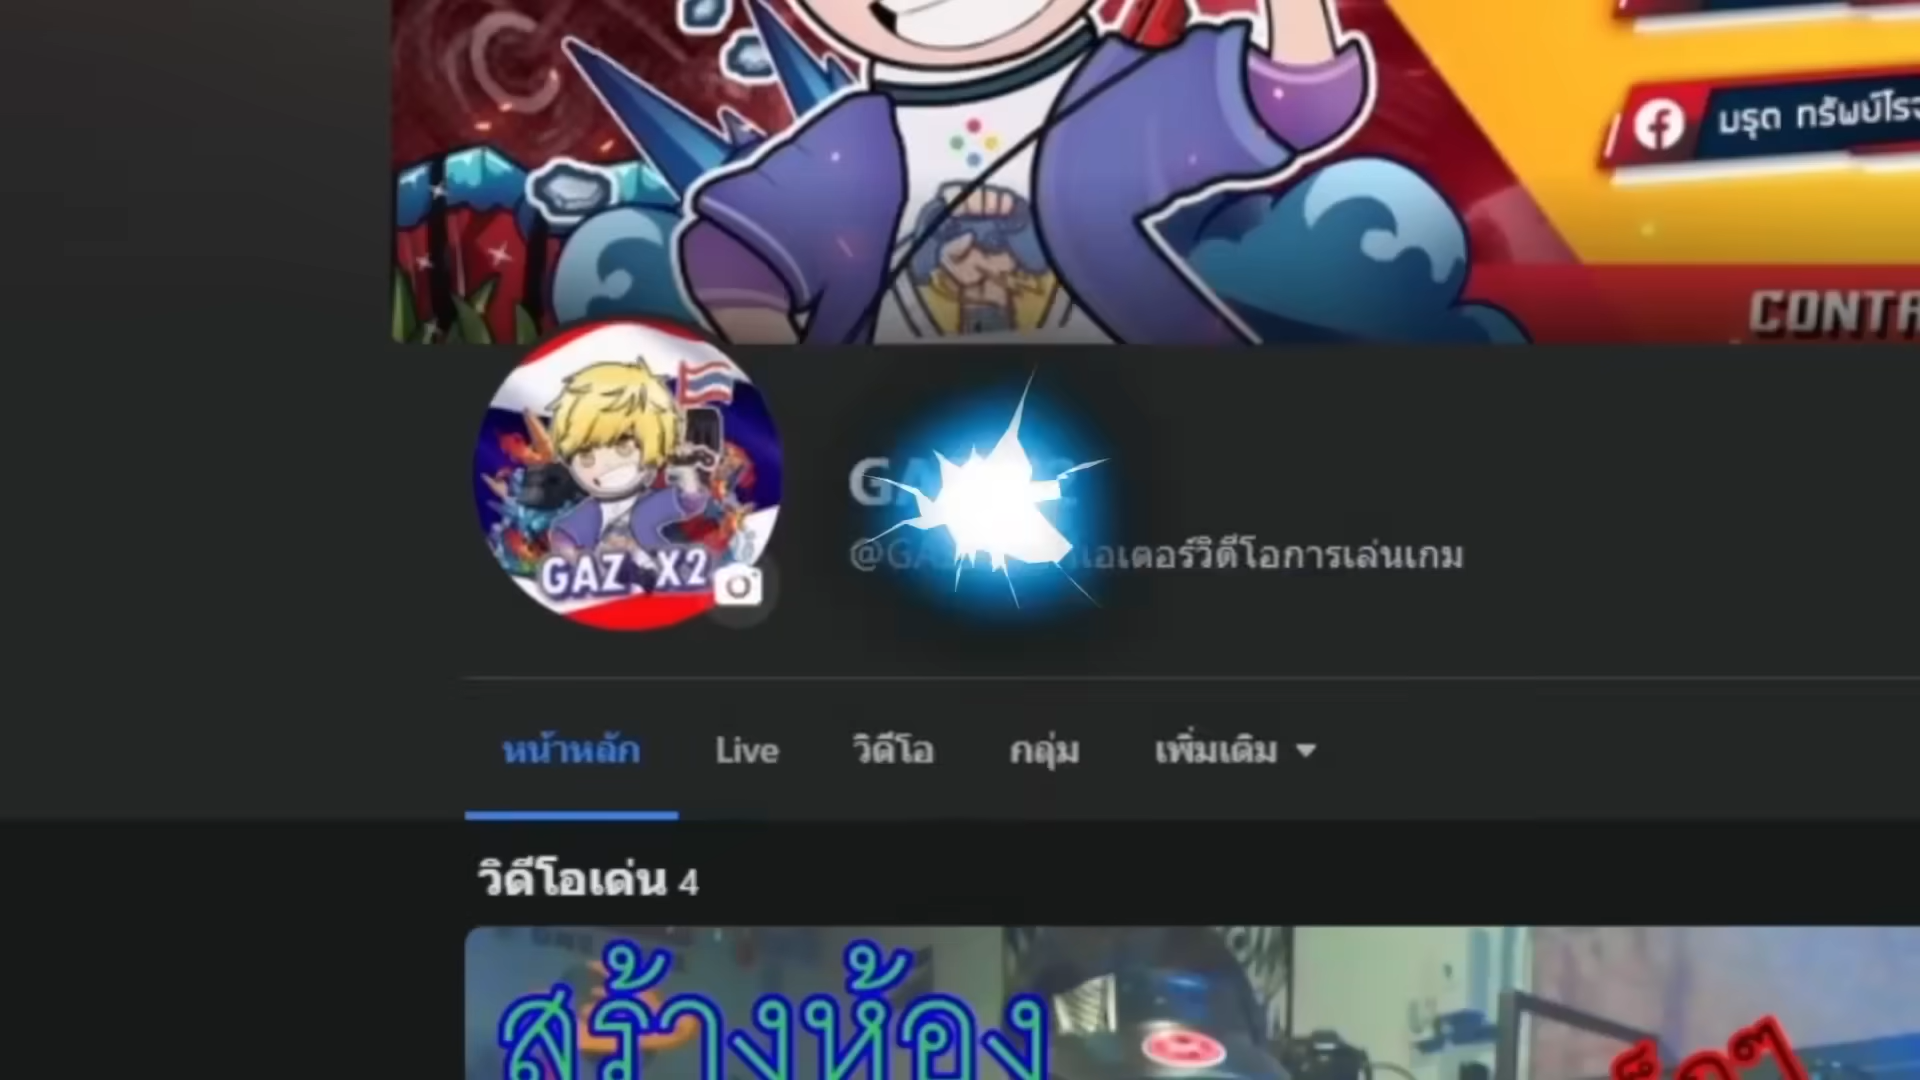 มรุต ทรัพย์โรจ
CONTA
GAZ X2
เอเตอร์วิดีโอการเล่นเกม
หน้าหลัก Live วิดีโอ กลุ่ม เพิ่มเติม
วิดีโอเด่น 4
สร้างห้อง